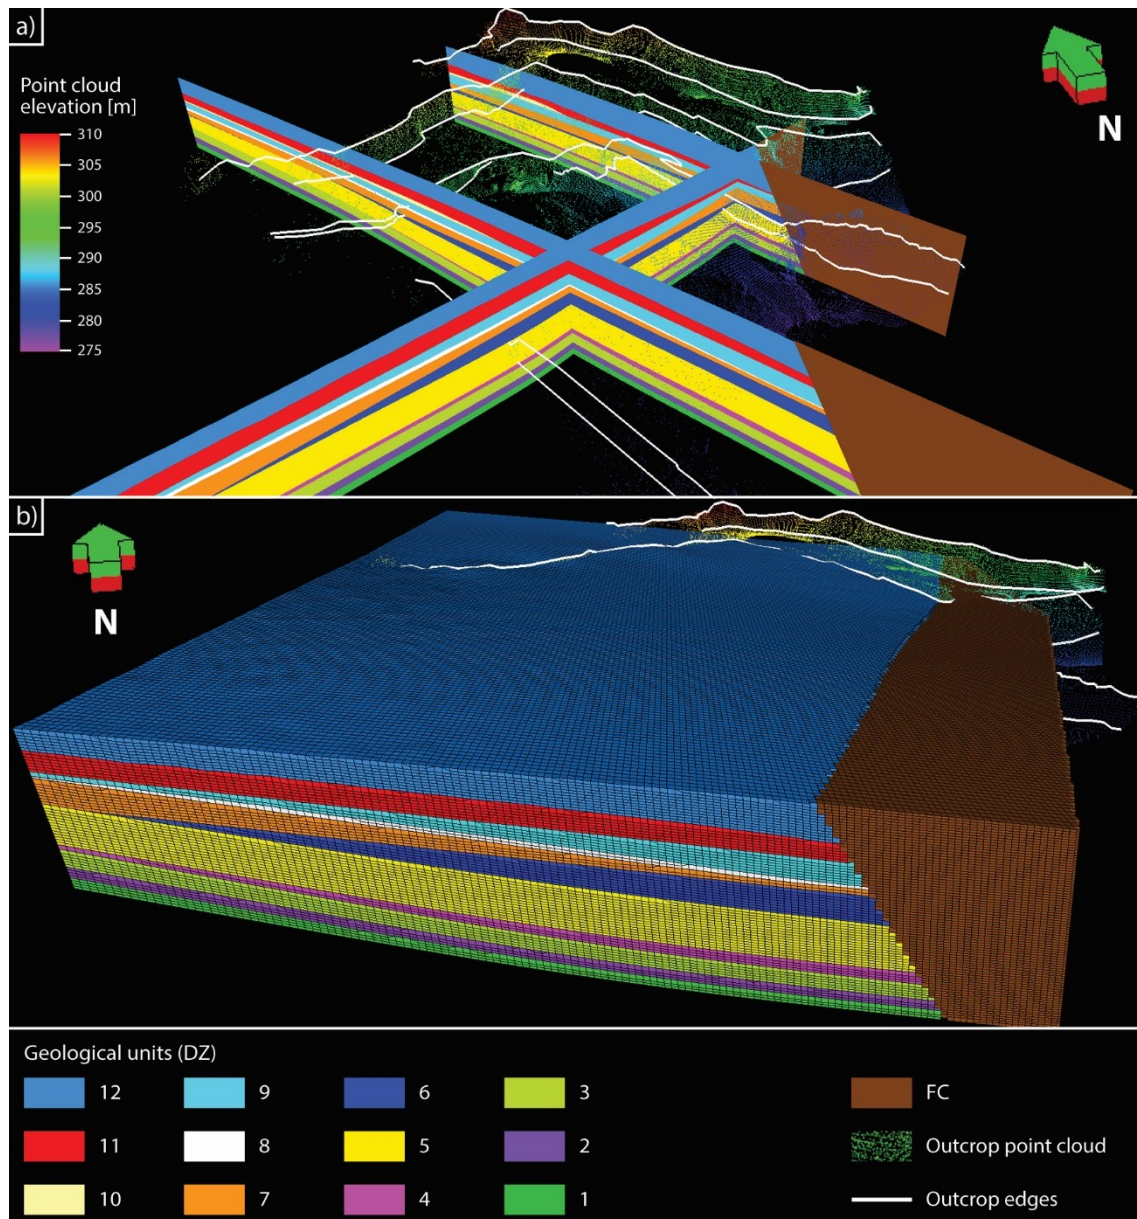 a)
Point cloud
elevation [m]
310
305
300
295
290
285
280
275
N
b)
N
Geological units (DZ)
12 9 6 3 FC
11 8 5 2 Outcrop point cloud
10 7 4 1 Outcrop edges